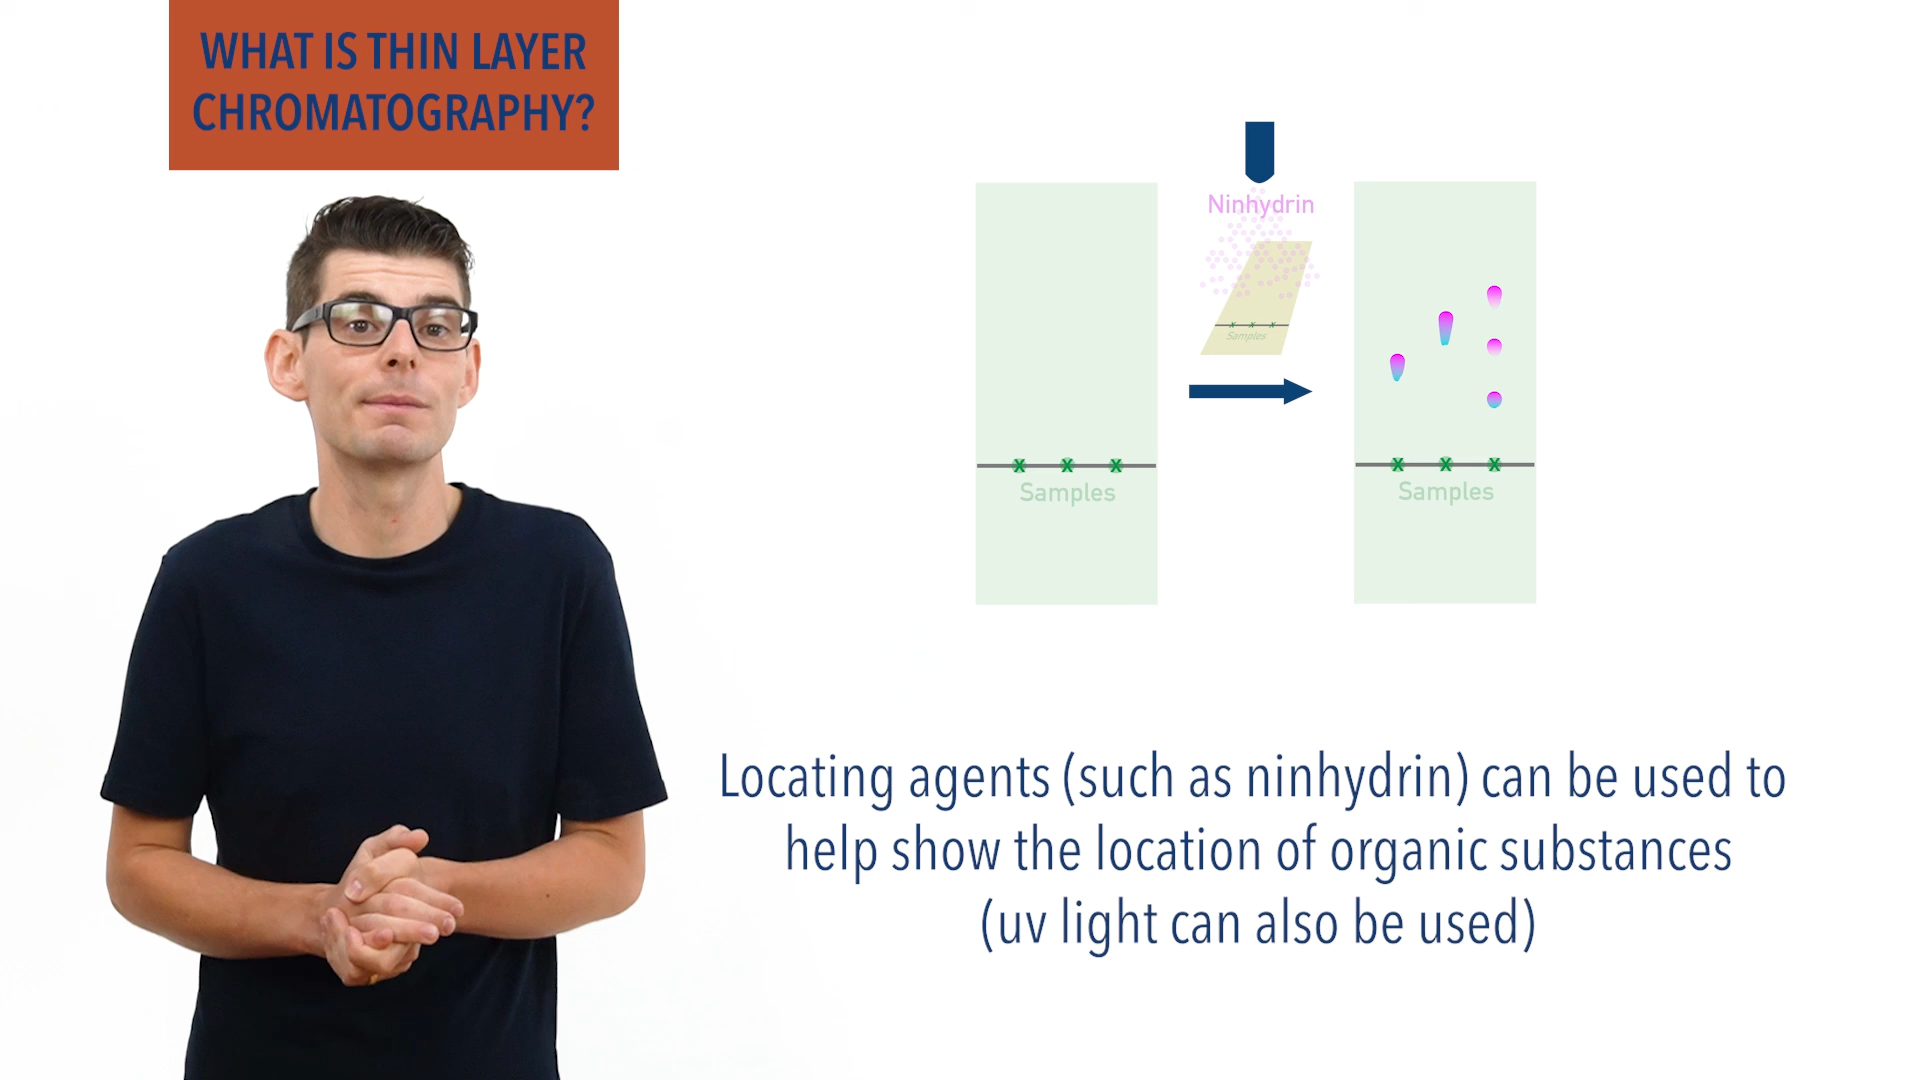 WHAT IS THIN LAYER
CHROMATOGRAPHY?
Ninhydrin
x x x
Samples
x x x
Samples
x x x
Samples
Locating agents (such as ninhydrin) can be used to
help show the location of organic substances
(uv light can also be used)